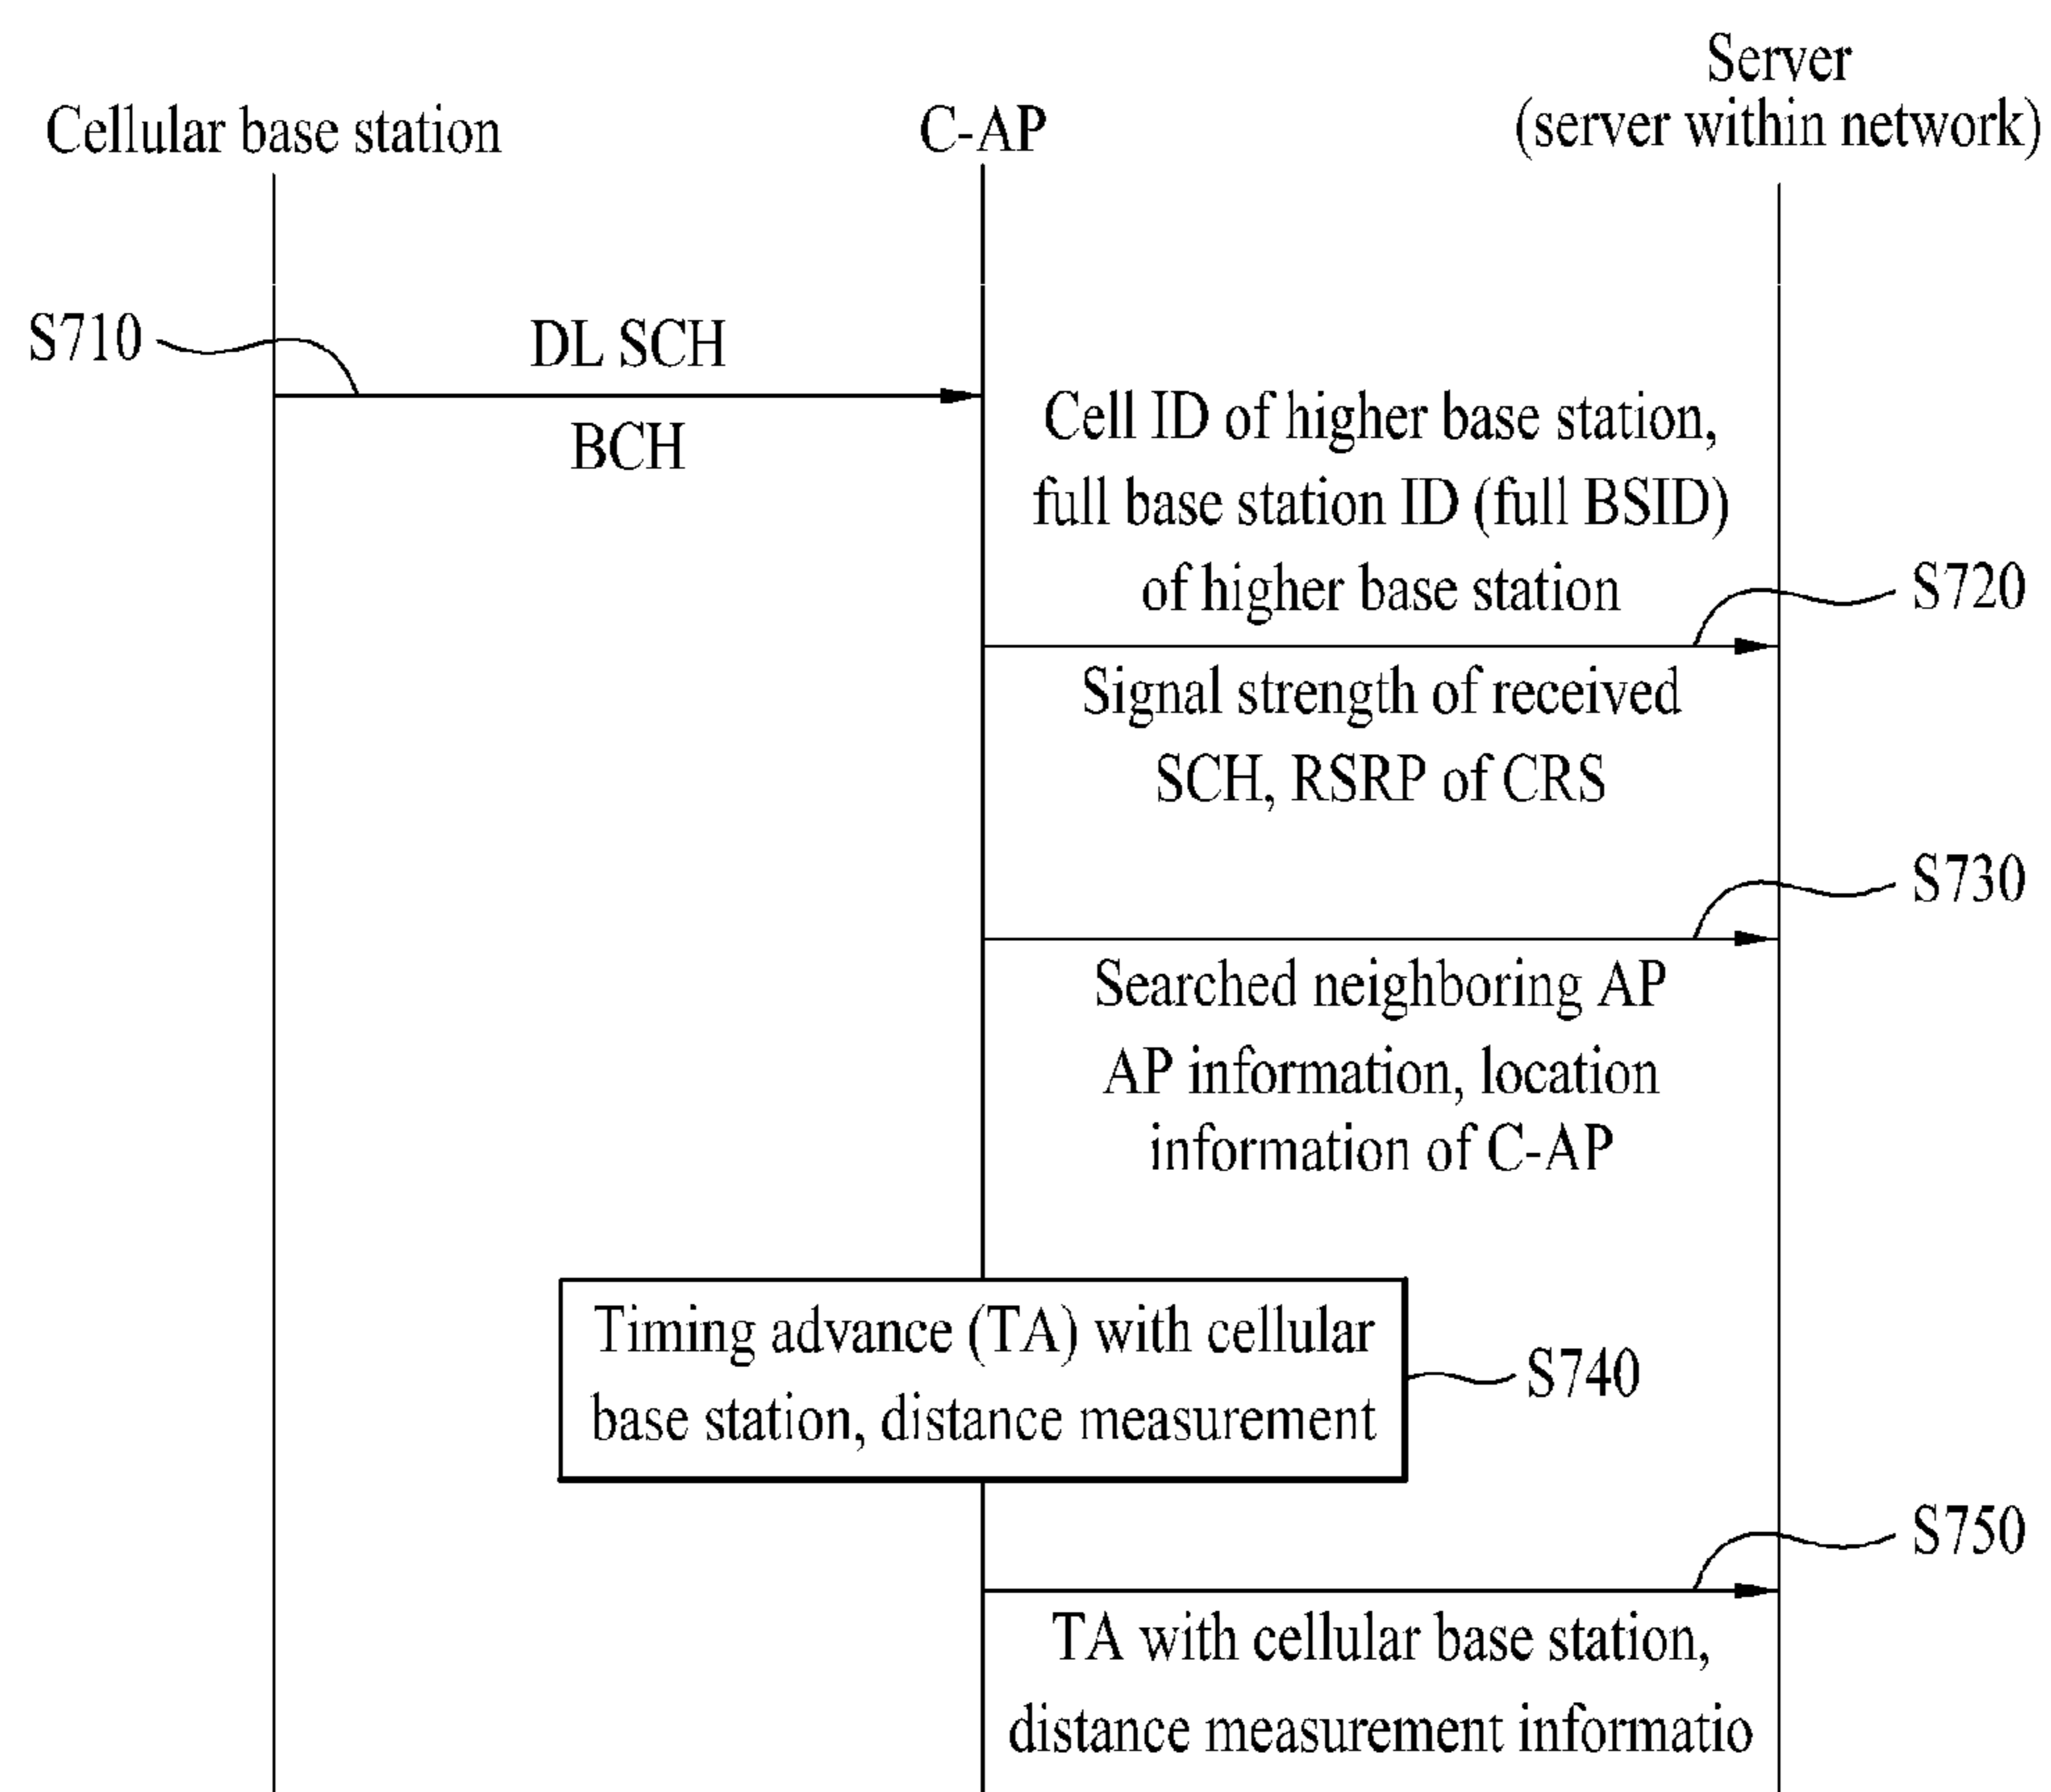 Server
Cellular base station
C-AP
(server within network)
S710
DL SCH
BCH
Cell ID of higher base station,
full base station ID (full BSID)
of higher base station
S720
Signal strength of received
SCH, RSRP of CRS
S730
Searched neighboring AP
AP information, location
information of C-AP
Timing advance (TA) with cellular
base station, distance measurement
S740
S750
TA with cellular base station,
distance measurement informatio